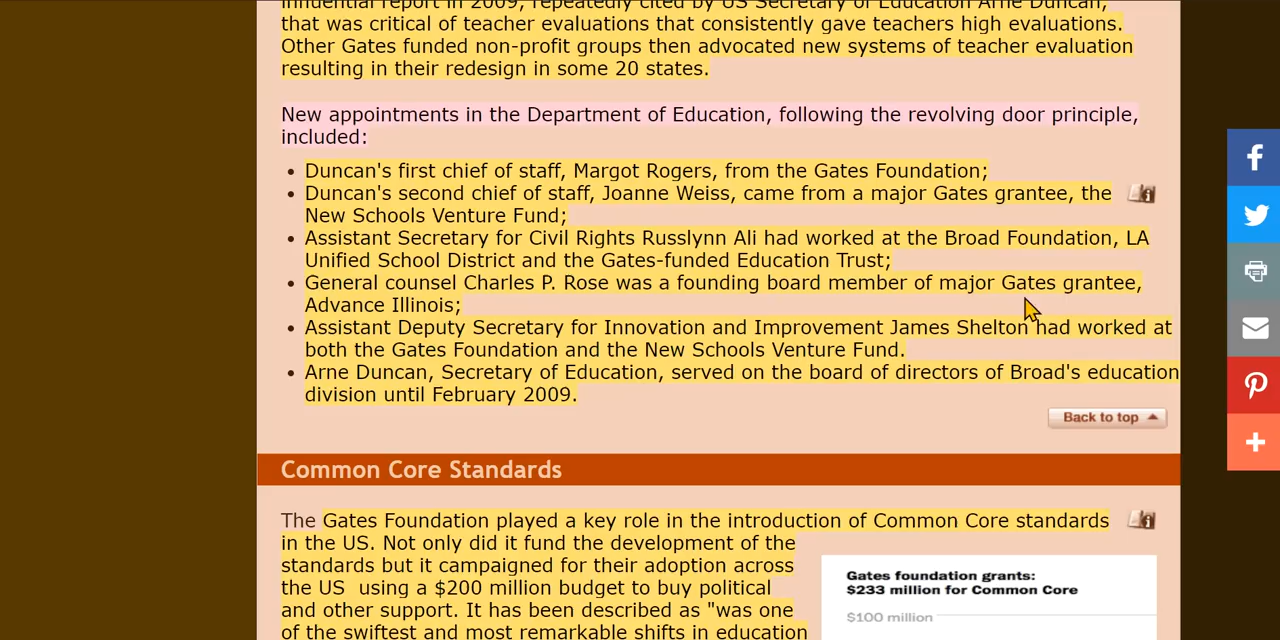 influential report in 2009, repeatedly cited by US Secretary of Education Arne Duncan,
that was critical of teacher evaluations that consistently gave teachers high evaluations.
Other Gates funded non-profit groups then advocated new systems of teacher evaluation
resulting in their redesign in some 20 states.
New appointments in the Department of Education, following the revolving door principle,
included:
• Duncan's first chief of staff, Margot Rogers, from the Gates Foundation;
• Duncan's second chief of staff, Joanne Weiss, came from a major Gates grantee, the
New Schools Venture Fund;
• Assistant Secretary for Civil Rights Russlynn Ali had worked at the Broad Foundation, LA
Unified School District and the Gates-funded Education Trust;
• General counsel Charles P. Rose was a founding board member of major Gates grantee,
Advance Illinois;
• Assistant Deputy Secretary for Innovation and Improvement James Shelton had worked at
both the Gates Foundation and the New Schools Venture Fund.
• Arne Duncan, Secretary of Education, served on the board of directors of Broad's education
division until February 2009.
Back to top
Common Core Standards
The Gates Foundation played a key role in the introduction of Common Core standards
in the US. Not only did it fund the development of the
standards but it campaigned for their adoption across
the US using a $200 million budget to buy political
and other support. It has been described as "was one
of the swiftest and most remarkable shifts in education
Gates foundation grants:
$233 million for Common Core
$100 million